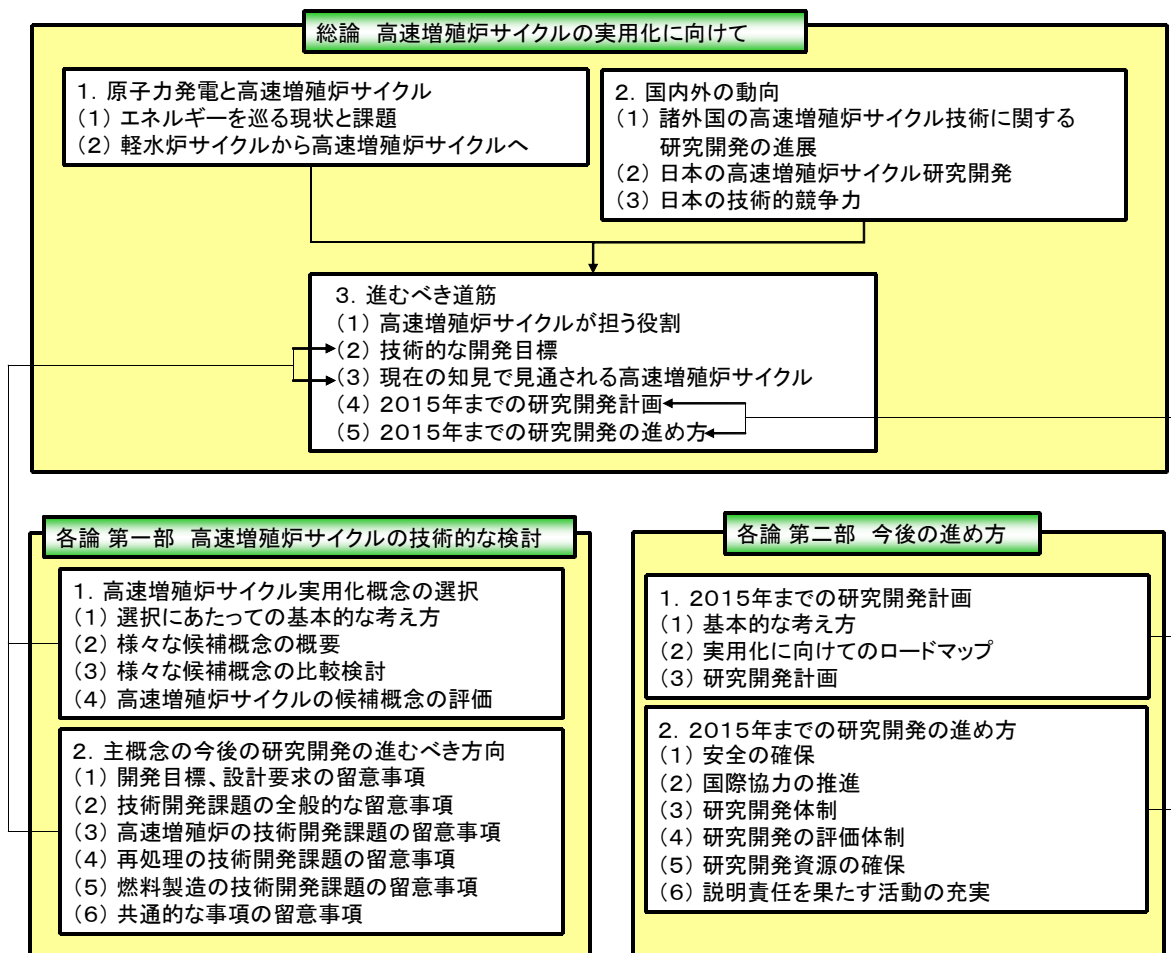 総論 高速増殖炉サイクルの実用化に向けて
1. 原子力発電と高速増殖炉サイクル
(1) エネルギーを巡る現状と課題
(2) 軽水炉サイクルから高速増殖炉サイクルへ
2. 国内外の動向
(1) 諸外国の高速増殖炉サイクル技術に関する
研究開発の進展
(2) 日本の高速増殖炉サイクル研究開発
(3) 日本の技術的競争力
3. 進むべき道筋
(1) 高速増殖炉サイクルが担う役割
(2) 技術的な開発目標
(3) 現在の知見で見通される高速増殖炉サイクル
(4) 2015年までの研究開発計画
(5) 2015年までの研究開発の進め方
各論 第一部 高速増殖炉サイクルの技術的な検討
1. 高速増殖炉サイクル実用化概念の選択
(1) 選択にあたっての基本的な考え方
(2) 様々な候補概念の概要
(3) 様々な候補概念の比較検討
(4) 高速増殖炉サイクルの候補概念の評価
2. 主概念の今後の研究開発の進むべき方向
(1) 開発目標、設計要求の留意事項
(2) 技術開発課題の全般的な留意事項
(3) 高速増殖炉の技術開発課題の留意事項
(4) 再処理の技術開発課題の留意事項
(5) 燃料製造の技術開発課題の留意事項
(6) 共通的な事項の留意事項
各論 第二部 今後の進め方
1. 2015年までの研究開発計画
(1) 基本的な考え方
(2) 実用化に向けてのロードマップ
(3) 研究開発計画
2. 2015年までの研究開発の進め方
(1) 安全の確保
(2) 国際協力の推進
(3) 研究開発体制
(4) 研究開発の評価体制
(5) 研究開発資源の確保
(6) 説明責任を果たす活動の充実